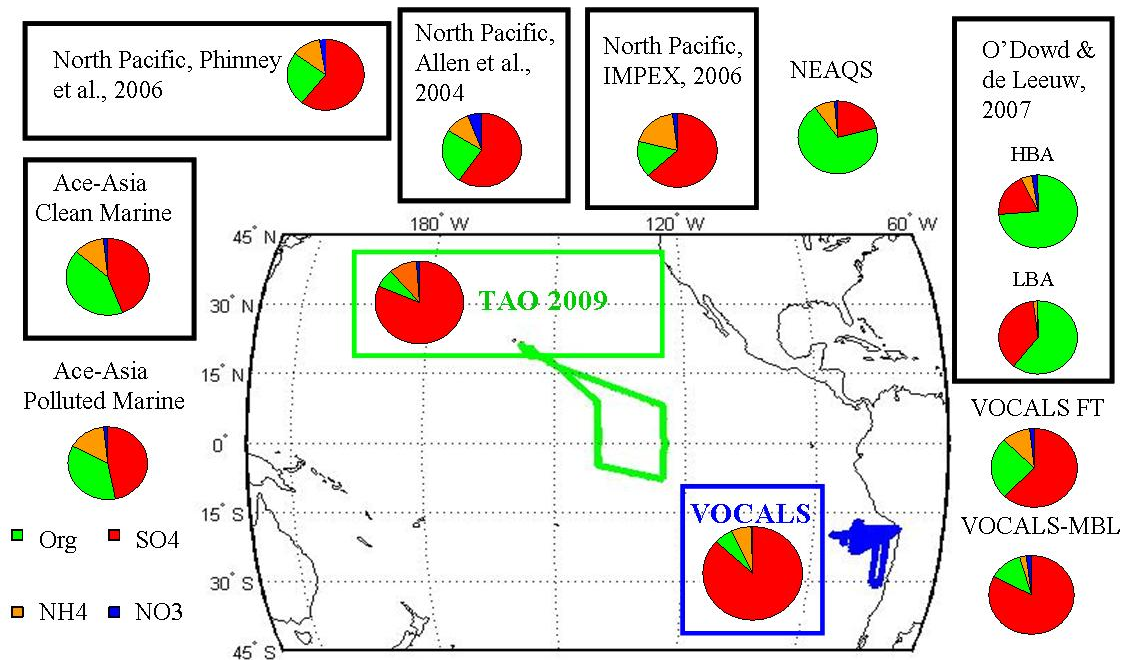 North Pacific, Phinney
et al., 2006
North Pacific,
Allen et al.,
2004
North Pacific,
IMPEX, 2006
NEAQS
O'Dowd &
de Leeuw,
2007
HBA
LBA
Ace-Asia
Clean Marine
Ace-Asia
Polluted Marine
Org
SO4
NH4
NO3
180° W
120° W
60° W
45° N
30° N
15° N
0°
15° S
30° S
45° S
TAO 2009
VOCALS
VOCALS FT
VOCALS-MBL